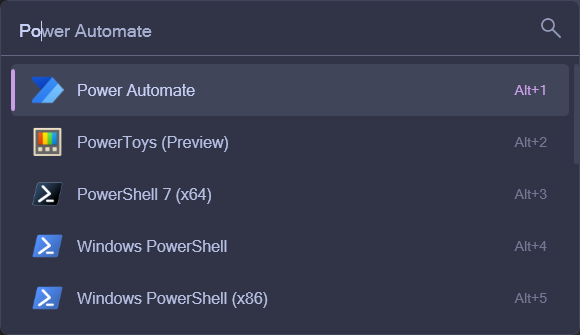 Power Automate
Power Automate Alt+1
PowerToys (Preview) Alt+2
PowerShell 7 (x64) Alt+3
Windows PowerShell Alt+4
Windows PowerShell (x86) Alt+5